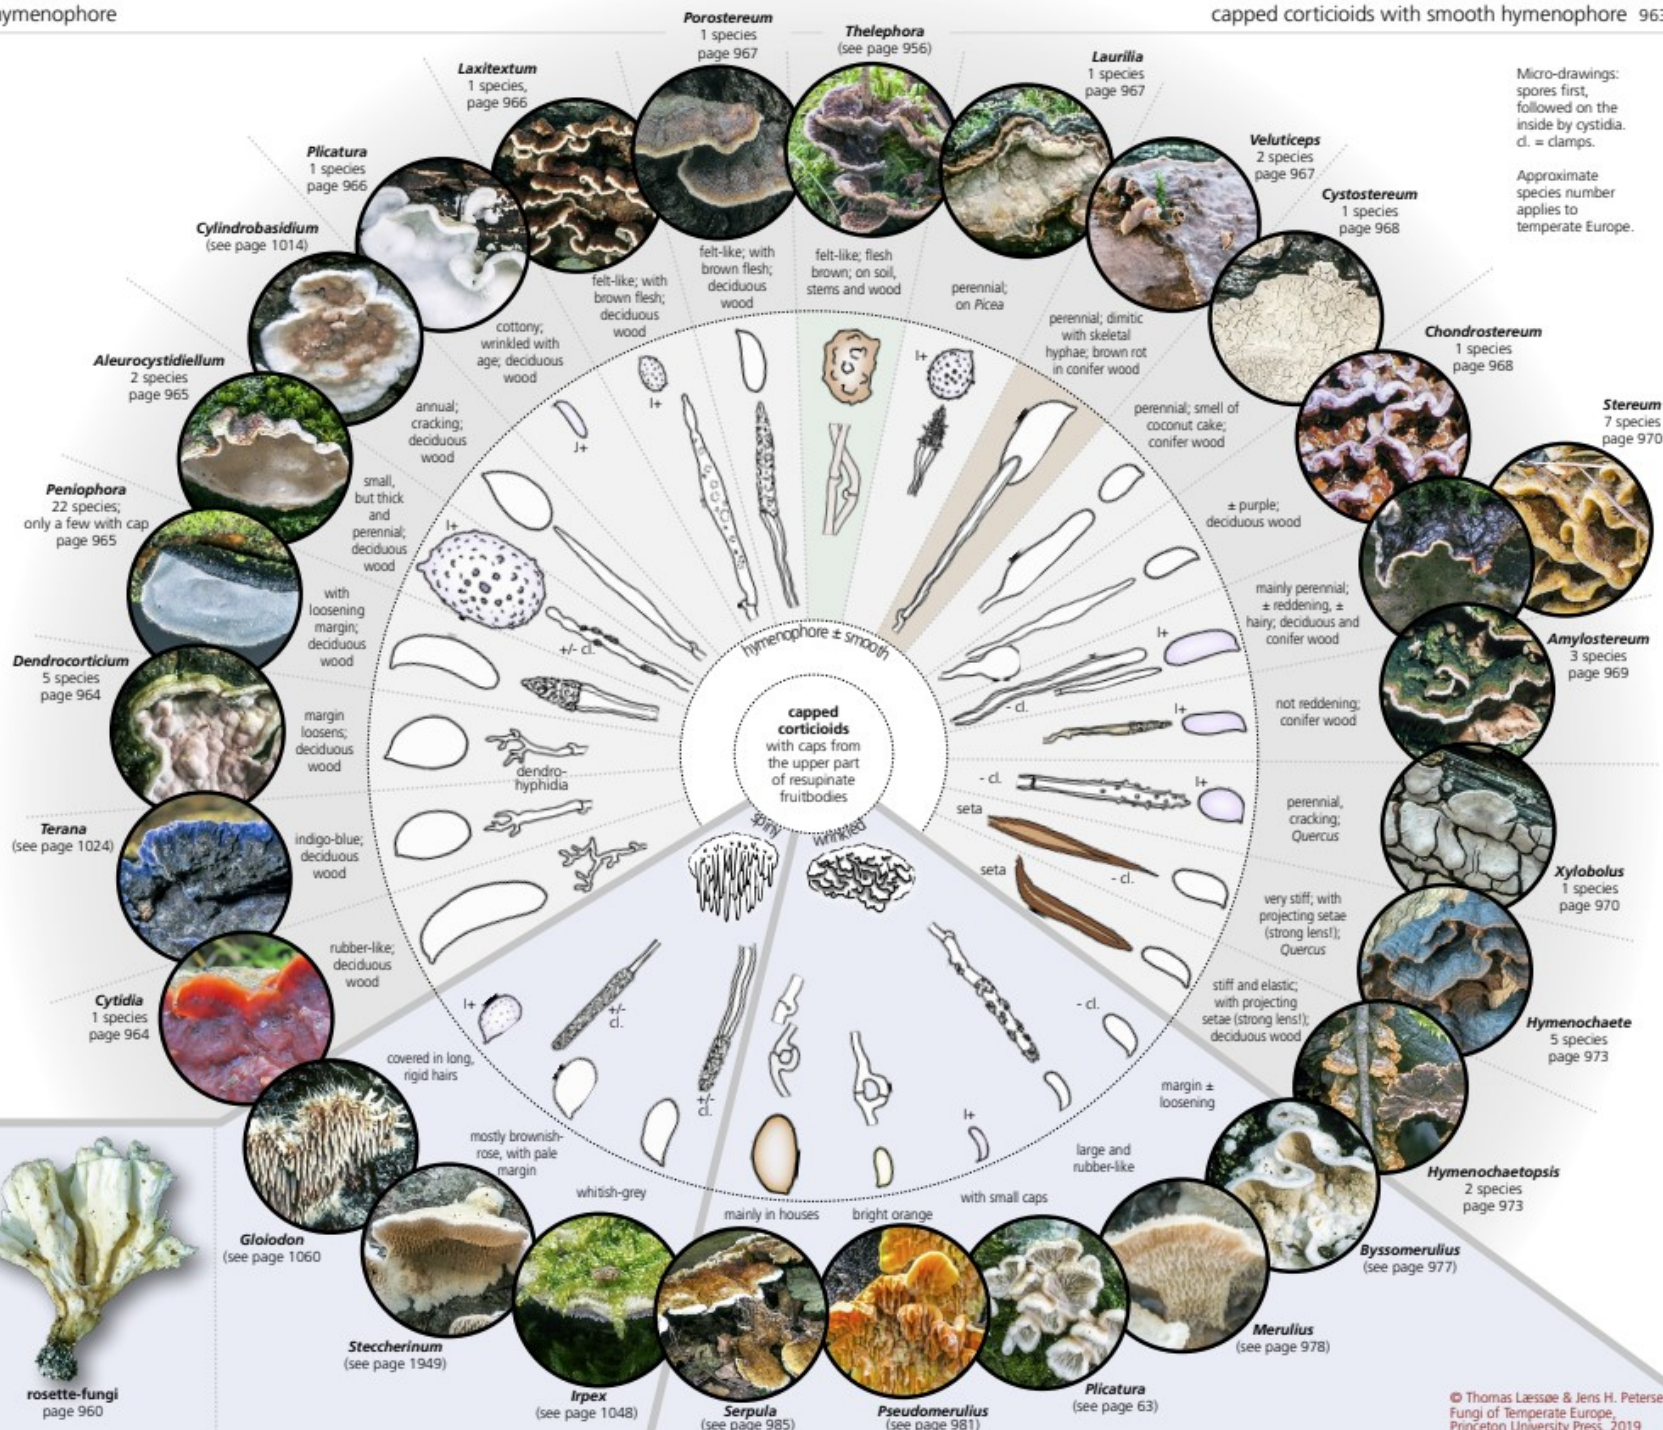 ymenophore
capped corticioids with smooth hymenophore 963
Micro-drawings:
spores first,
followed on the
inside by cystidia.
cl. = clamps.
Approximate
species number
applies to
temperate Europe.
Porostereum
1 species
page 967
Thelephora
(see page 956)
Laurilia
1 species
page 967
Veluticeps
2 species
page 967
Cystostereum
1 species
page 968
Chondrostereum
1 species
page 968
Stereum
7 species
page 970
Amylostereum
3 species
page 969
Xylobolus
1 species
page 970
Hymenochaete
5 species
page 973
Hymenochaetopsis
2 species
page 973
Byssomerulius
(see page 977)
Merulius
(see page 978)
Plicatura
(see page 63)
Pseudomerulius
(see page 981)
Serpula
(see page 985)
Irpex
(see page 1048)
Steccherinum
(see page 1949)
Gloiodon
(see page 1060
Cytidia
1 species
page 964
Terana
(see page 1024)
Dendrocorticium
5 species
page 964
Peniophora
22 species;
only a few with cap
page 965
Aleurocystidiellum
2 species
page 965
Cylindrobasidium
(see page 1014)
Plicatura
1 species
page 966
Laxitextum
1 species,
page 966
felt-like; with
brown flesh;
deciduous
wood
felt-like; flesh
brown; on soil,
stems and wood
perennial;
on Picea
perennial; dimitic
with skeletal
hyphae; brown rot
in conifer wood
perennial; smell of
coconut cake;
conifer wood
± purple;
deciduous wood
mainly perennial;
± reddening, ±
hairy; deciduous and
conifer wood
not reddening;
conifer wood
perennial,
cracking;
Quercus
very stiff; with
projecting setae
(strong lens!);
Quercus
stiff and elastic;
with projecting
setae (strong lens!);
deciduous wood
margin ±
loosening
large and
rubber-like
with small caps
bright orange
mainly in houses
whitish-grey
mostly brownish-
rose, with pale
margin
covered in long,
rigid hairs
rubber-like;
deciduous
wood
indigo-blue;
deciduous
wood
margin
loosens;
deciduous
wood
with
loosening
margin;
deciduous
wood
small,
but thick
and
perennial;
deciduous
wood
annual;
cracking;
deciduous
wood
cottony;
wrinkled with
age; deciduous
wood
felt-like; with
brown flesh;
deciduous
wood
I+
I+
J+
I+
I+
+/- cl.
dendro-
hyphidia
I+
- cl.
I+
- cl.
I+
seta
- cl.
seta
- cl.
I+
+/-
cl.
+/-
cl.
I+
hymenophore ± smooth
capped
corticioids
with caps from
the upper part
of resupinate
fruitbodies
spiny
wrinkled
rosette-fungi
page 960
© Thomas Læssøe & Jens H. Peterse
Fungi of Temperate Europe,
Princeton University Press, 2019